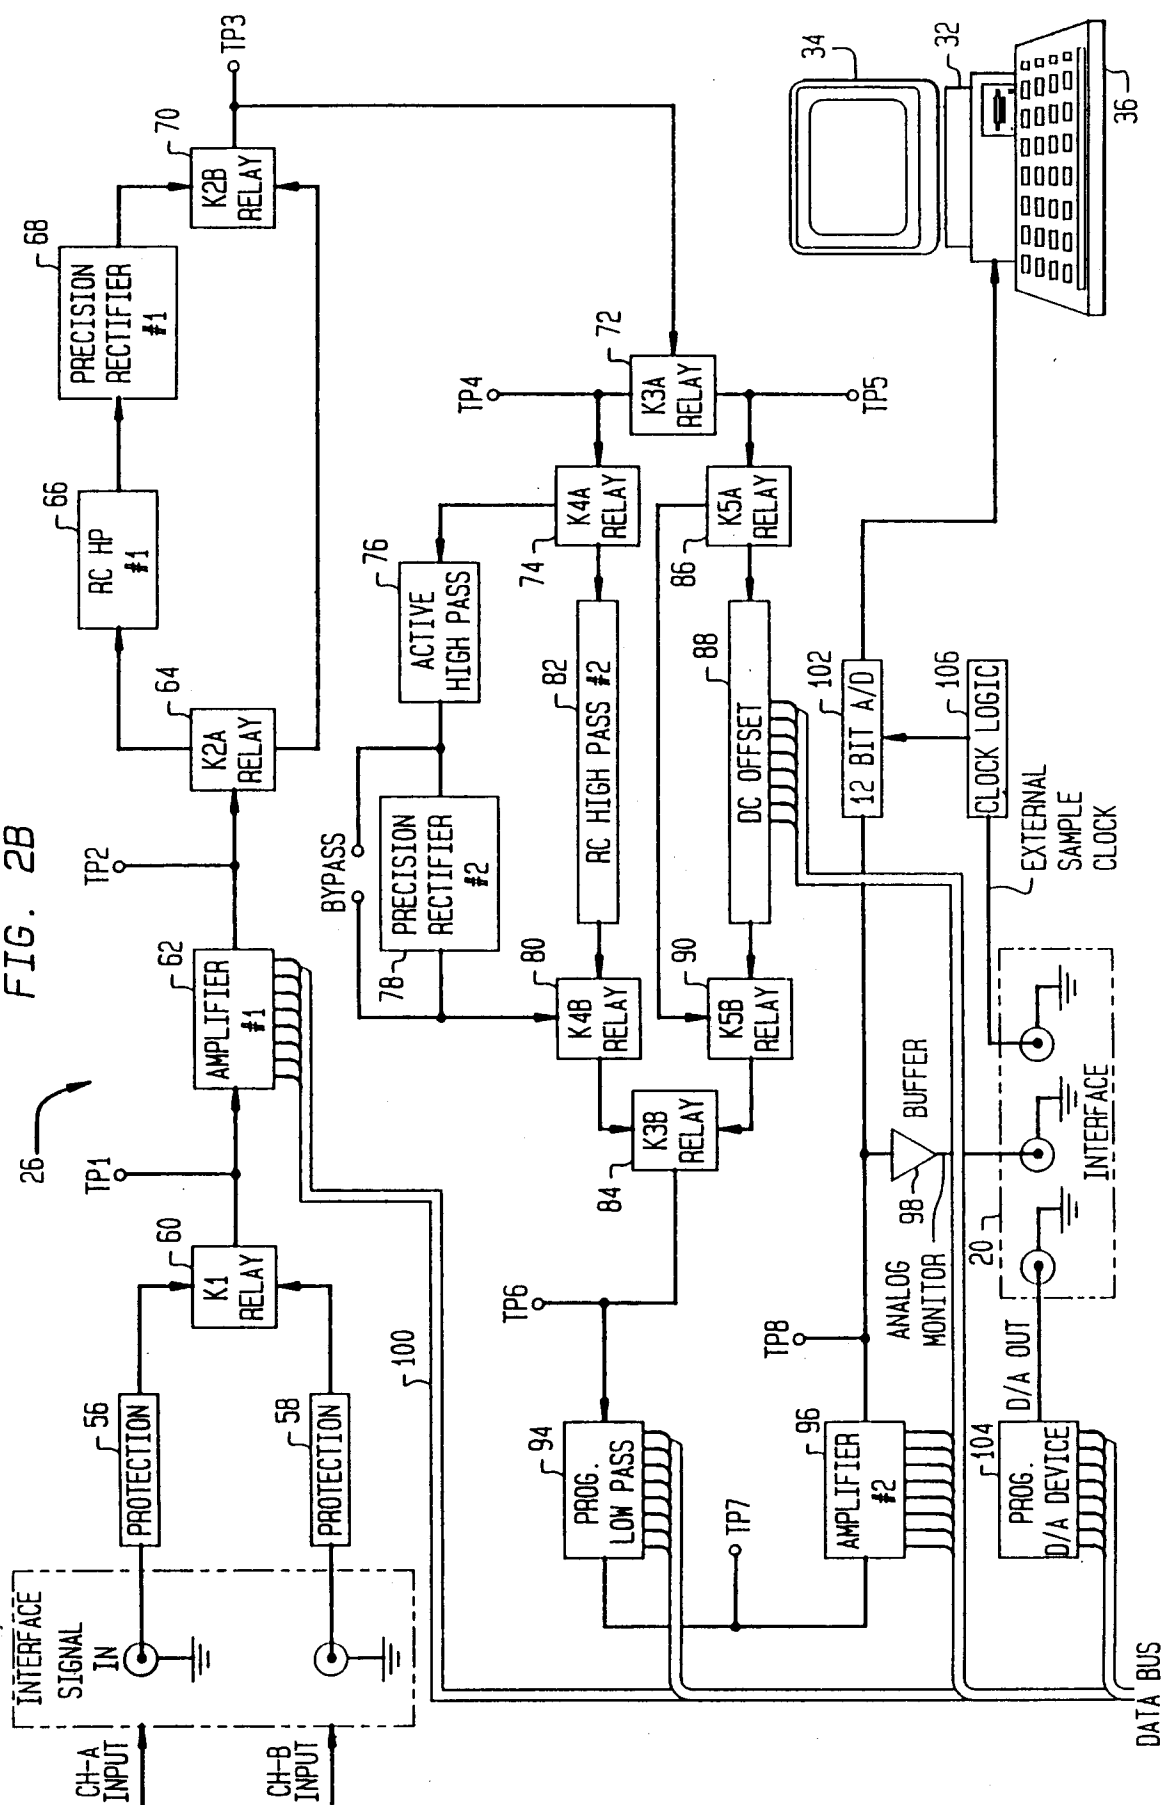 FIG. 2B
26
CH-A
INPUT
CH-B
INPUT
INTERFACE
SIGNAL
IN
56
PROTECTION
58
PROTECTION
60
K1
RELAY
TP1
62
AMPLIFIER
#1
TP2
64
K2A
RELAY
66
RC HP
#1
68
PRECISION
RECTIFIER
#1
70
K2B
RELAY
TP3
100
BYPASS
PRECISION
RECTIFIER
#2
78
76
ACTIVE
HIGH PASS
TP4
72
K3A
RELAY
TP5
K4A
RELAY
74
82
RC HIGH PASS #2
80
K4B
RELAY
K5A
RELAY
86
88
DC OFFSET
90
K5B
RELAY
K3B
RELAY
84
TP6
94
PROG.
LOW PASS
TP7
96
AMPLIFIER
#2
TP8
BUFFER
98
ANALOG
MONITOR
102
12 BIT A/D
106
CLOCK LOGIC
EXTERNAL
SAMPLE
CLOCK
104
PROG.
D/A DEVICE
D/A OUT
20
INTERFACE
DATA BUS
34
32
36